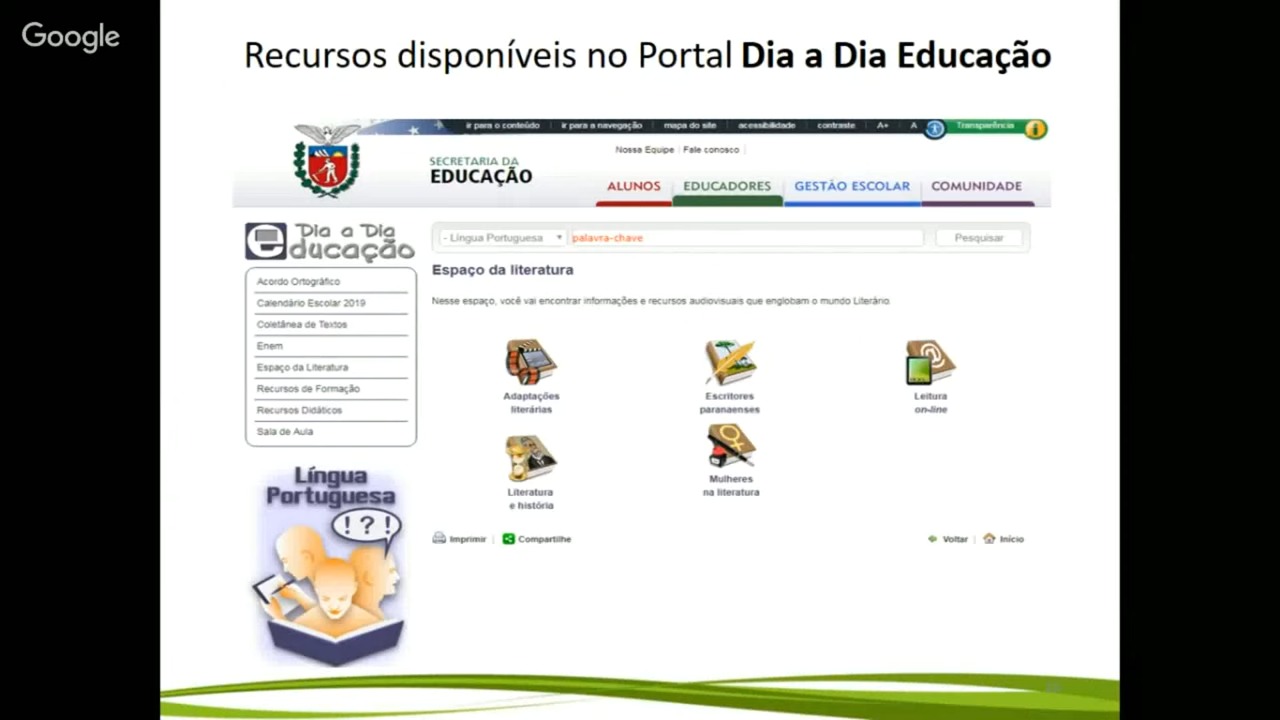 Google
Recursos disponíveis no Portal Dia a Dia Educação
ir para o conteúdo | ir para a navegação | mapa do site | acessibilidade | contraste | A+ | A
Transparência
Nossa Equipe | Fale conosco
SECRETARIA DA
EDUCAÇÃO
ALUNOS
EDUCADORES
GESTÃO ESCOLAR
COMUNIDADE
Dia a Dia
ducação
- Língua Portuguesa
palavra-chave
Pesquisar
Acordo Ortográfico
Calendário Escolar 2019
Coletânea de Textos
Enem
Espaço da Literatura
Recursos de Formação
Recursos Didáticos
Sala de Aula
Língua
Portuguesa
! ? !
Espaço da literatura
Nesse espaço, você vai encontrar informações e recursos audiovisuais que englobam o mundo Literário.
Adaptações
literárias
Escritores
paranaenses
Leitura
on-line
Literatura
e história
Mulheres
na literatura
Imprimir | Compartilhe
Voltar | Início